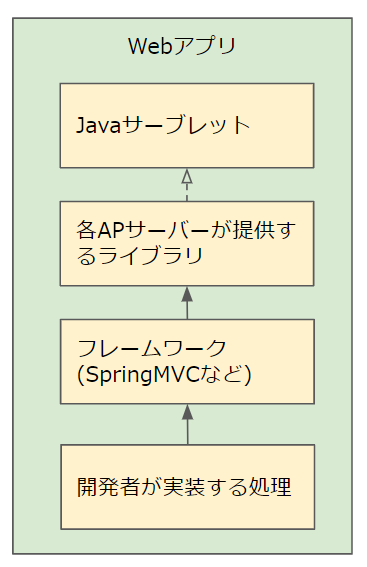 Webアプリ
Javaサーブレット
各APサーバーが提供す
るライブラリ
フレームワーク
(SpringMVCなど)
開発者が実装する処理